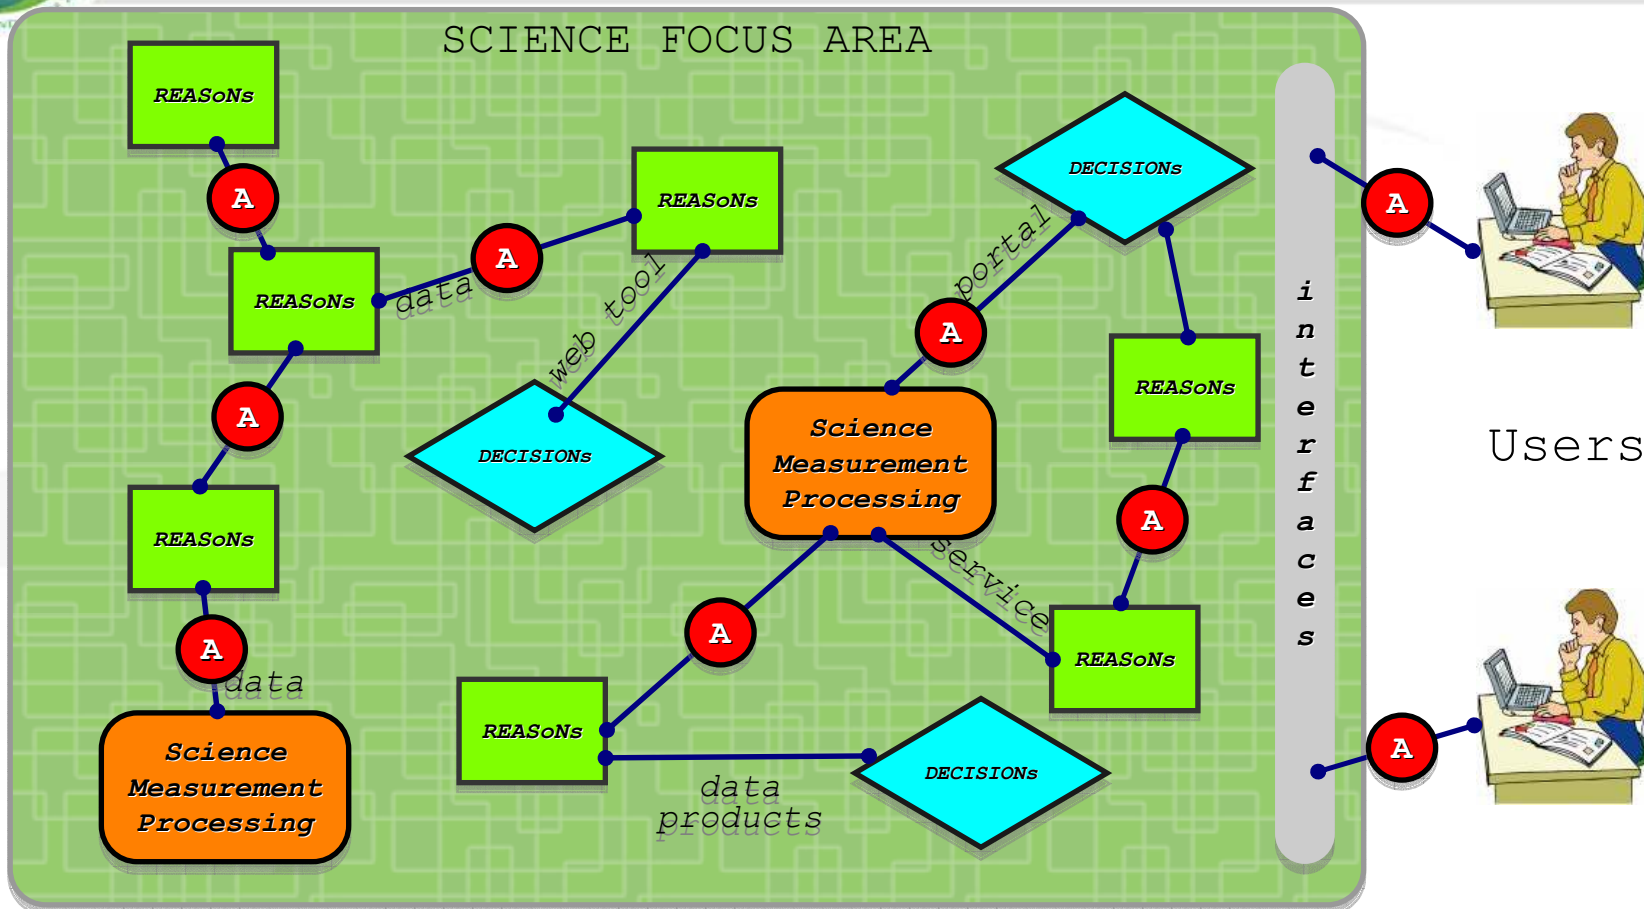 SCIENCE FOCUS AREA
REASoNs
A
REASoNs
data
A
REASoNs
web tool
DECISIONs
A
REASoNs
A
data
Science
Measurement
Processing
DECISIONs
portal
A
Science
Measurement
Processing
REASoNs
A
service
REASoNs
A
REASoNs
data
products
DECISIONs
i
n
t
e
r
f
a
c
e
s
A
Users
A